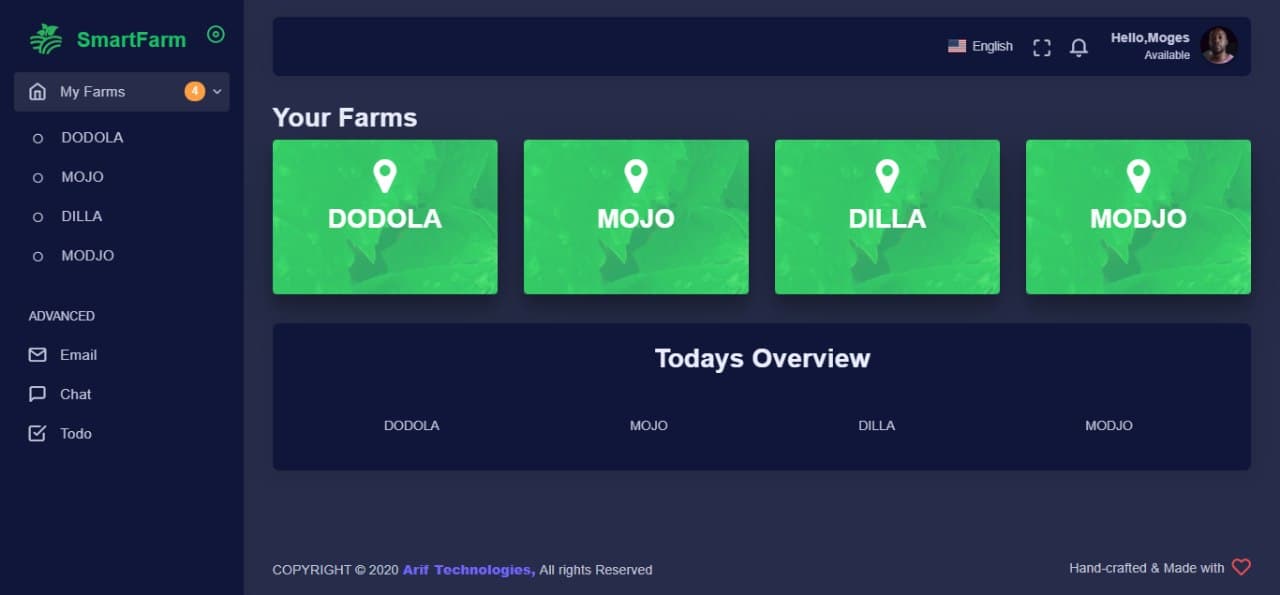 SmartFarm
My Farms 4
DODOLA
MOJO
DILLA
MODJO
ADVANCED
Email
Chat
Todo
English
Hello,Moges
Available
Your Farms
DODOLA MOJO DILLA MODJO
Todays Overview
DODOLA MOJO DILLA MODJO
COPYRIGHT © 2020 Arif Technologies, All rights Reserved
Hand-crafted & Made with